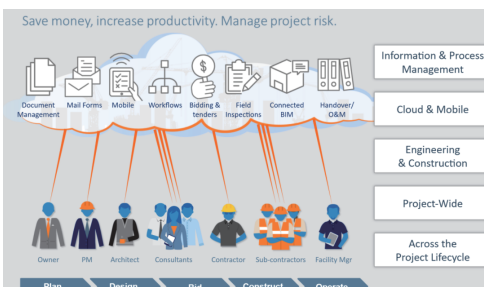 Save money, increase productivity. Manage project risk.
Document
Management
Mail Forms
Mobile
Workflows
Bidding &
tenders
Field
Inspections
Connected
BIM
Handover/
O&M
Information & Process
Management
Cloud & Mobile
Engineering
& Construction
Project-Wide
Across the
Project Lifecycle
Owner
PM
Architect
Consultants
Contractor
Sub-contractors
Facility Mgr
Plan
Design
Bid
Construct
Operate